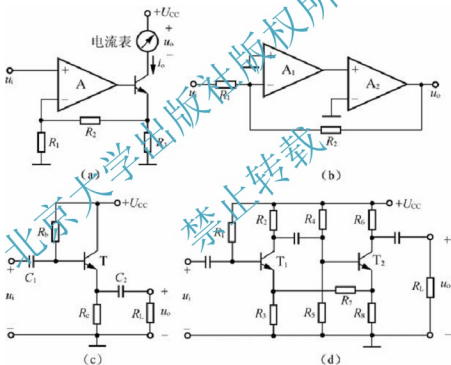 +U_CC
+
电流表
u_o
−
i_o
u_i
+
A
−
R_2
R_1
(a)
u_i
R_1
+
A_1
−
+
A_2
−
u_o
R_2
(b)
+U_CC
R_b
T
+
C_1
C_2
+
u_i
R_e
R_L
u_o
−
−
(c)
+U_CC
R_1
R_2
R_4
R_6
T_1
T_2
+
+
u_i
R_7
R_L
u_o
R_3
R_5
R_8
−
−
(d)
北京大学出版社版权所
禁止转载